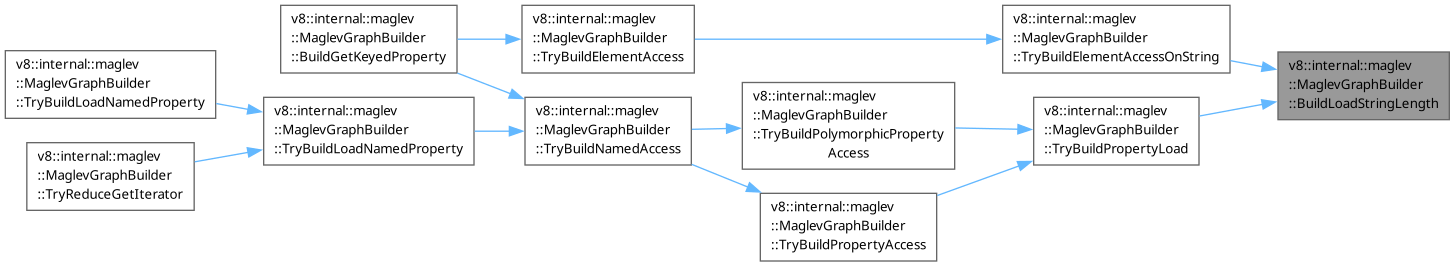 v8::internal::maglev
::MaglevGraphBuilder
::TryBuildLoadNamedProperty
v8::internal::maglev
::MaglevGraphBuilder
::TryReduceGetIterator
v8::internal::maglev
::MaglevGraphBuilder
::BuildGetKeyedProperty
v8::internal::maglev
::MaglevGraphBuilder
::TryBuildLoadNamedProperty
v8::internal::maglev
::MaglevGraphBuilder
::TryBuildElementAccess
v8::internal::maglev
::MaglevGraphBuilder
::TryBuildNamedAccess
v8::internal::maglev
::MaglevGraphBuilder
::TryBuildPolymorphicProperty
Access
v8::internal::maglev
::MaglevGraphBuilder
::TryBuildPropertyAccess
v8::internal::maglev
::MaglevGraphBuilder
::TryBuildElementAccessOnString
v8::internal::maglev
::MaglevGraphBuilder
::TryBuildPropertyLoad
v8::internal::maglev
::MaglevGraphBuilder
::BuildLoadStringLength